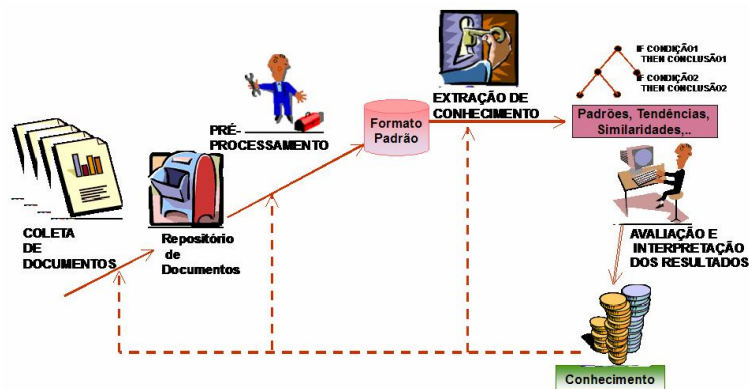 COLETA
DE
DOCUMENTOS
Repositório
de
Documentos
PRÉ-
PROCESSAMENTO
Formato
Padrão
EXTRAÇÃO DE
CONHECIMENTO
IF CONDIÇÃO1
THEN CONCLUSÃO1
IF CONDIÇÃO2
THEN CONCLUSÃO2
Padrões, Tendências,
Similaridades,..
AVALIAÇÃO E
INTERPRETAÇÃO
DOS RESULTADOS
Conhecimento